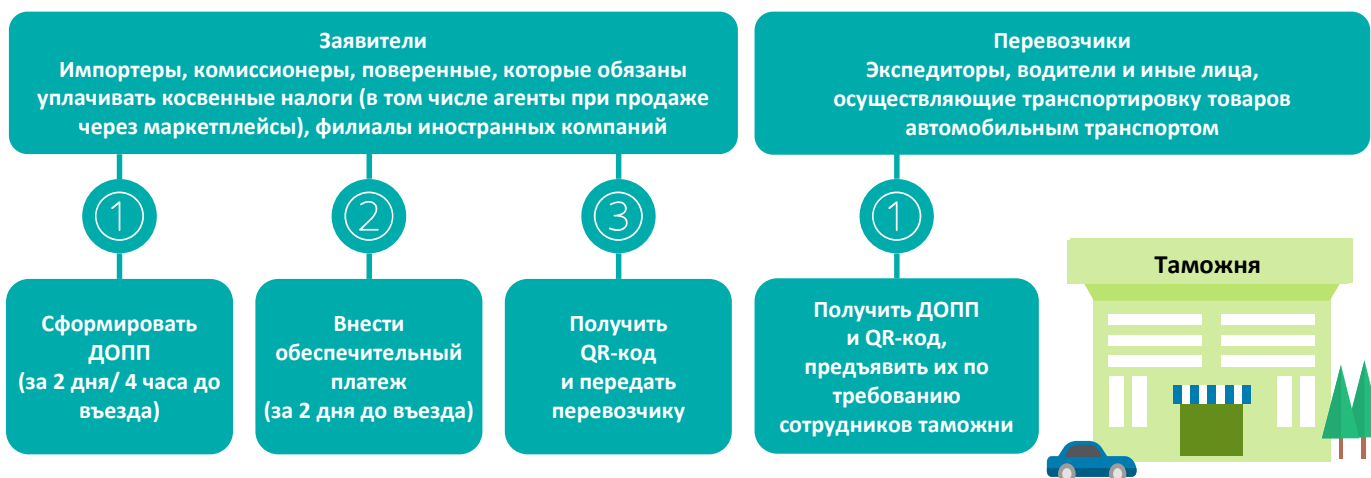 Заявители
Импортеры, комиссионеры, поверенные, которые обязаны
уплачивать косвенные налоги (в том числе агенты при продаже
через маркетплейсы), филиалы иностранных компаний
Перевозчики
Экспедиторы, водители и иные лица,
осуществляющие транспортировку товаров
автомобильным транспортом
1
2
3
1
Сформировать
ДОПП
(за 2 дня/ 4 часа до
въезда)
Внести
обеспечительный
платеж
(за 2 дня до въезда)
Получить
QR-код
и передать
перевозчику
Получить ДОПП
и QR-код,
предъявить их по
требованию
сотрудников таможни
Таможня